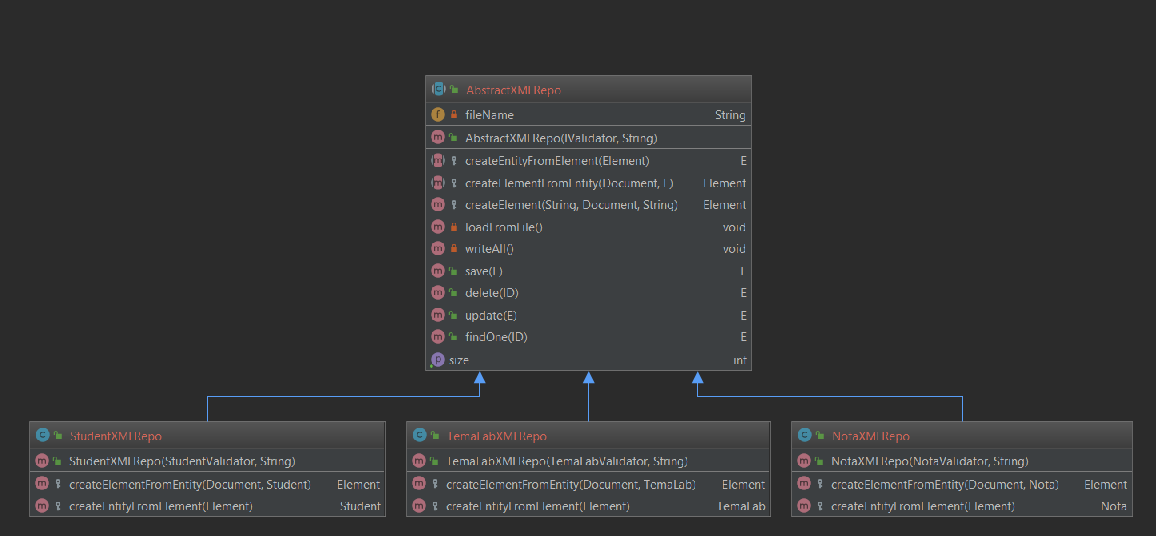 AbstractXMLRepo
fileName String
AbstractXMLRepo(IValidator, String)
createEntityFromElement(Element) E
createElementFromEntity(Document, E) Element
createElement(String, Document, String) Element
loadFromFile() void
writeAll() void
save(E) E
delete(ID) E
update(E) E
findOne(ID) E
size int
StudentXMLRepo
StudentXMLRepo(StudentValidator, String)
createElementFromEntity(Document, Student) Element
createEntityFromElement(Element) Student
TemaLabXMLRepo
TemaLabXMLRepo(TemaLabValidator, String)
createElementFromEntity(Document, TemaLab) Element
createEntityFromElement(Element) TemaLab
NotaXMLRepo
NotaXMLRepo(NotaValidator, String)
createElementFromEntity(Document, Nota) Element
createEntityFromElement(Element) Nota